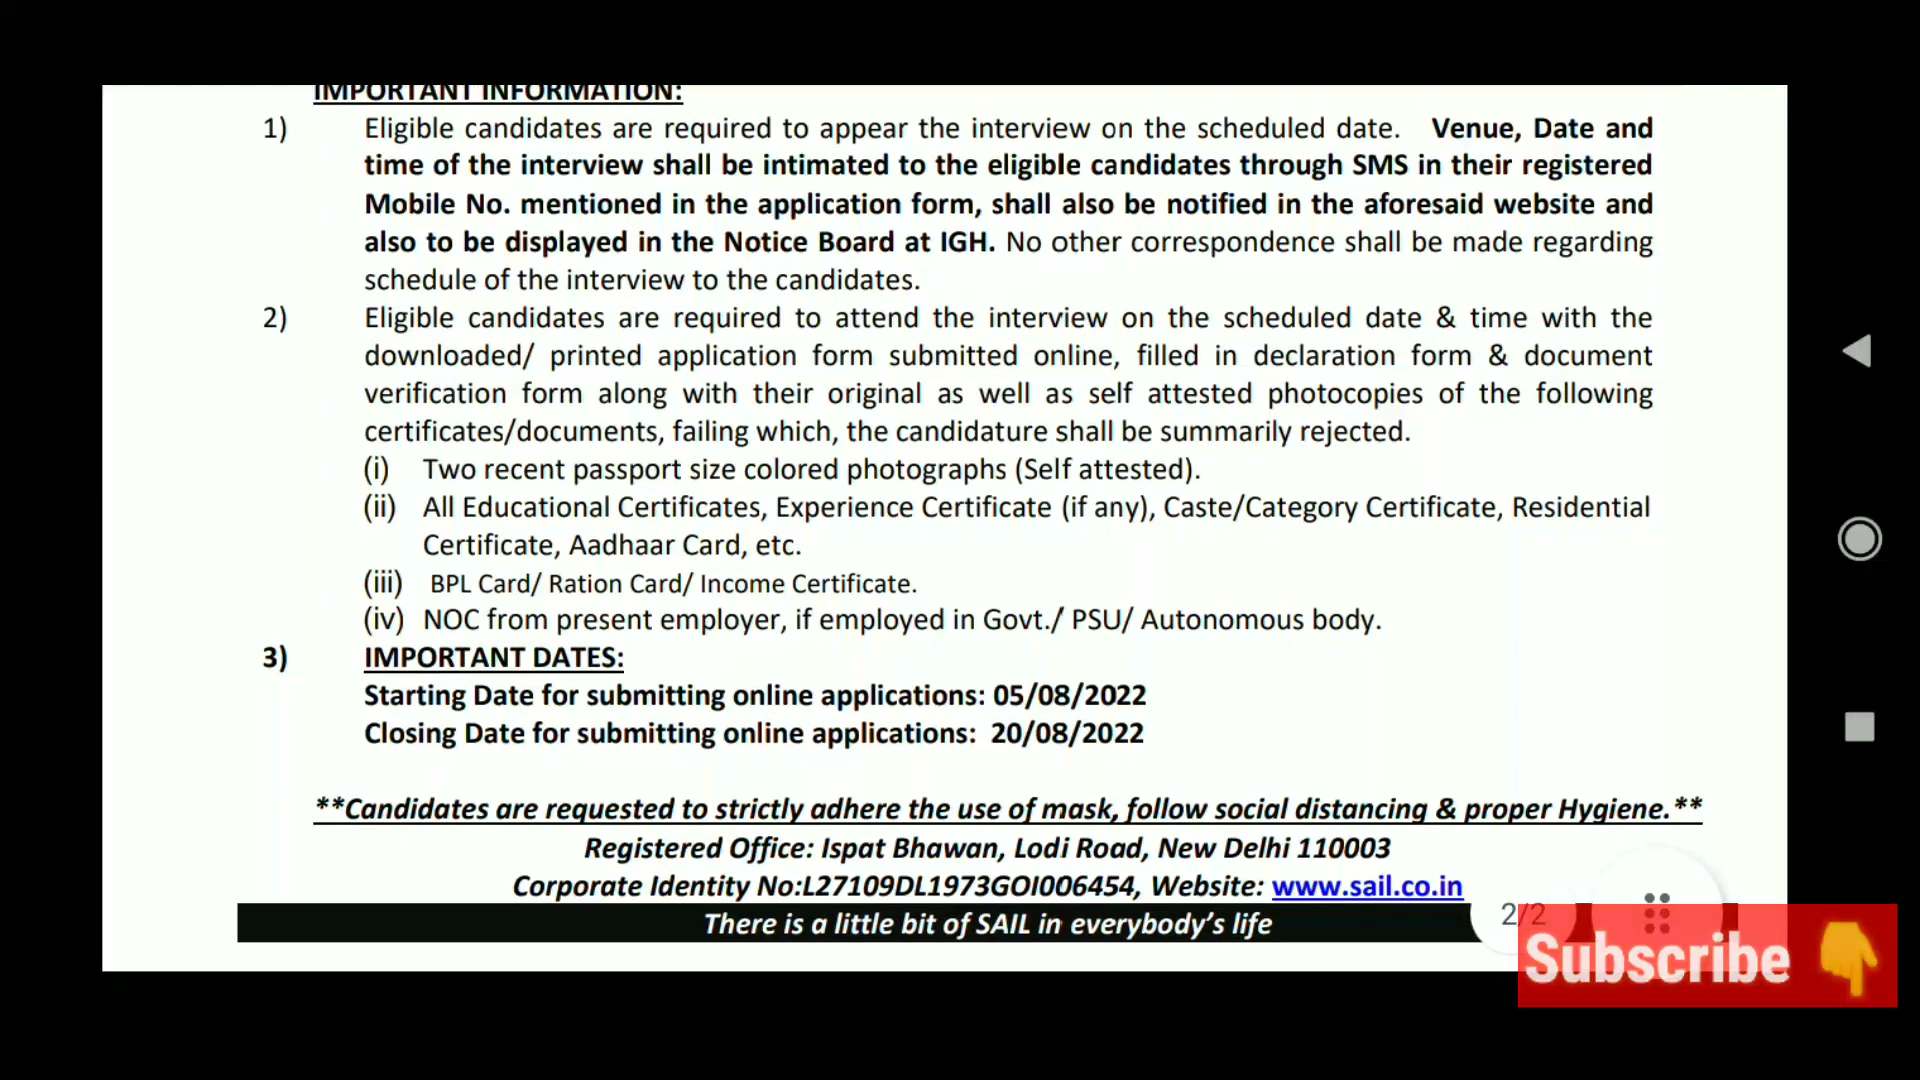 IMPORTANT INFORMATION:
1) Eligible candidates are required to appear the interview on the scheduled date. Venue, Date and
time of the interview shall be intimated to the eligible candidates through SMS in their registered
Mobile No. mentioned in the application form, shall also be notified in the aforesaid website and
also to be displayed in the Notice Board at IGH. No other correspondence shall be made regarding
schedule of the interview to the candidates.
2) Eligible candidates are required to attend the interview on the scheduled date & time with the
downloaded/ printed application form submitted online, filled in declaration form & document
verification form along with their original as well as self attested photocopies of the following
certificates/documents, failing which, the candidature shall be summarily rejected.
(i) Two recent passport size colored photographs (Self attested).
(ii) All Educational Certificates, Experience Certificate (if any), Caste/Category Certificate, Residential
Certificate, Aadhaar Card, etc.
(iii) BPL Card/ Ration Card/ Income Certificate.
(iv) NOC from present employer, if employed in Govt./ PSU/ Autonomous body.
3) IMPORTANT DATES:
Starting Date for submitting online applications: 05/08/2022
Closing Date for submitting online applications: 20/08/2022
**Candidates are requested to strictly adhere the use of mask, follow social distancing & proper Hygiene.**
Registered Office: Ispat Bhawan, Lodi Road, New Delhi 110003
Corporate Identity No:L27109DL1973GOI006454, Website: www.sail.co.in
There is a little bit of SAIL in everybody's life
2/2
Subscribe